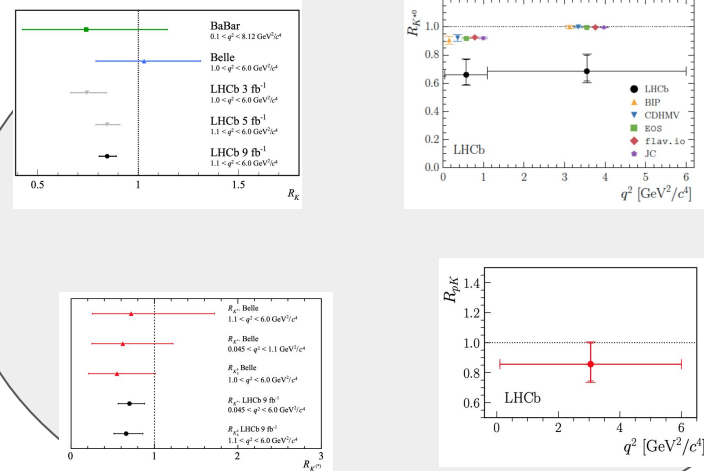 BaBar
0.1 < q² < 8.12 GeV²/c⁴
Belle
1.0 < q² < 6.0 GeV²/c⁴
LHCb 3 fb⁻¹
1.0 < q² < 6.0 GeV²/c⁴
LHCb 5 fb⁻¹
1.1 < q² < 6.0 GeV²/c⁴
LHCb 9 fb⁻¹
1.1 < q² < 6.0 GeV²/c⁴
0.5 1 1.5
R_K
R_K*0
1.0
0.8
0.6
0.4
0.2
0.0
LHCb
BIP
CDHMV
EOS
flav.io
JC
LHCb
0 1 2 3 4 5 6
q² [GeV²/c⁴]
Belle
1.1 < q² < 6.0 GeV²/c⁴
Belle
0.045 < q² < 1.1 GeV²/c⁴
Belle
1.0 < q² < 6.0 GeV²/c⁴
LHCb 9 fb⁻¹
0.045 < q² < 6.0 GeV²/c⁴
LHCb 9 fb⁻¹
1.1 < q² < 6.0 GeV²/c⁴
0 1 2 3
R_K(*)
R_pK
1.4
1.2
1.0
0.8
0.6
LHCb
0 2 4 6
q² [GeV²/c⁴]